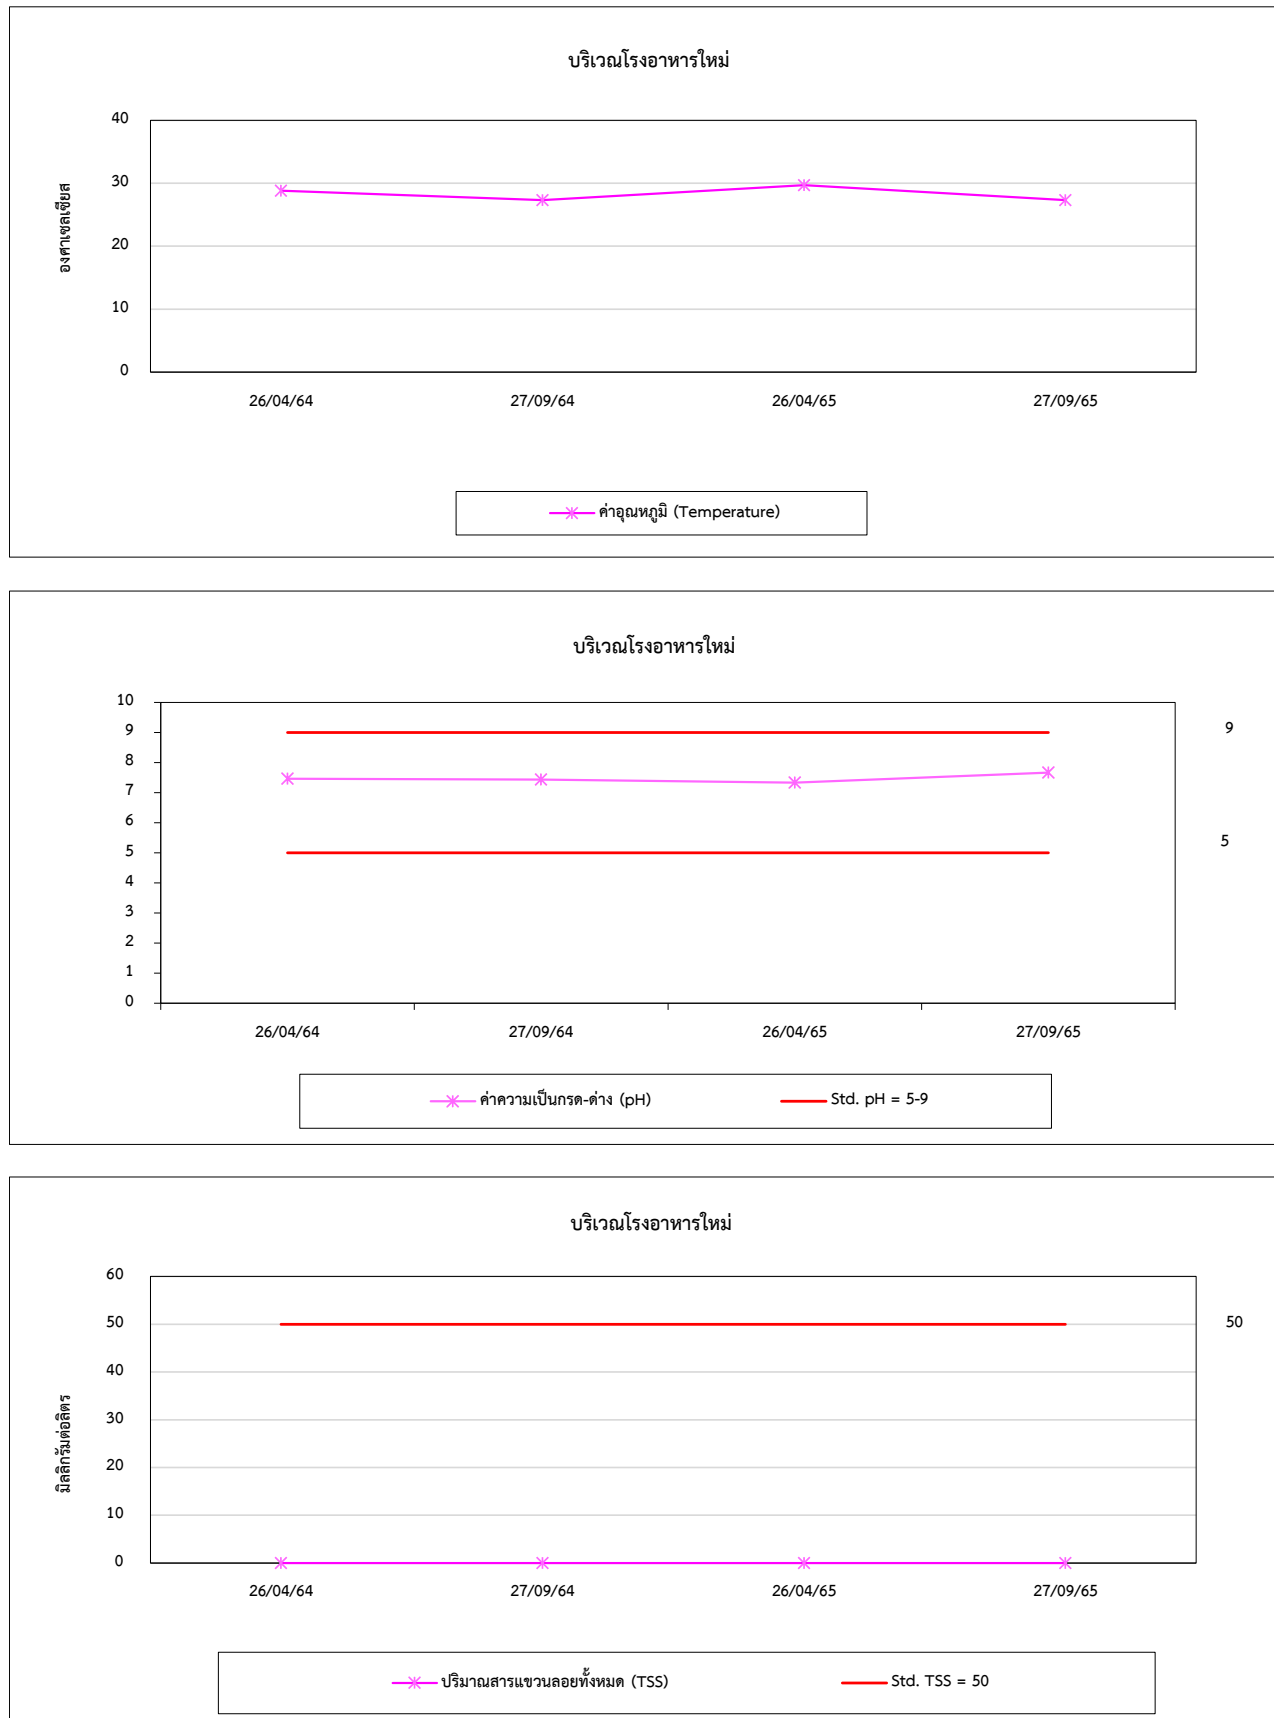 บริเวณโรงอาหารใหม่
40
30
20
10
0
องศาเซลเซียส
26/04/64 27/09/64 26/04/65 27/09/65
ค่าอุณหภูมิ (Temperature)
บริเวณโรงอาหารใหม่
10
9
8
7
6
5
4
3
2
1
0
9
5
26/04/64 27/09/64 26/04/65 27/09/65
ค่าความเป็นกรด-ด่าง (pH) Std. pH = 5-9
บริเวณโรงอาหารใหม่
60
50
40
30
20
10
0
50
มิลลิกรัมต่อลิตร
26/04/64 27/09/64 26/04/65 27/09/65
ปริมาณสารแขวนลอยทั้งหมด (TSS) Std. TSS = 50